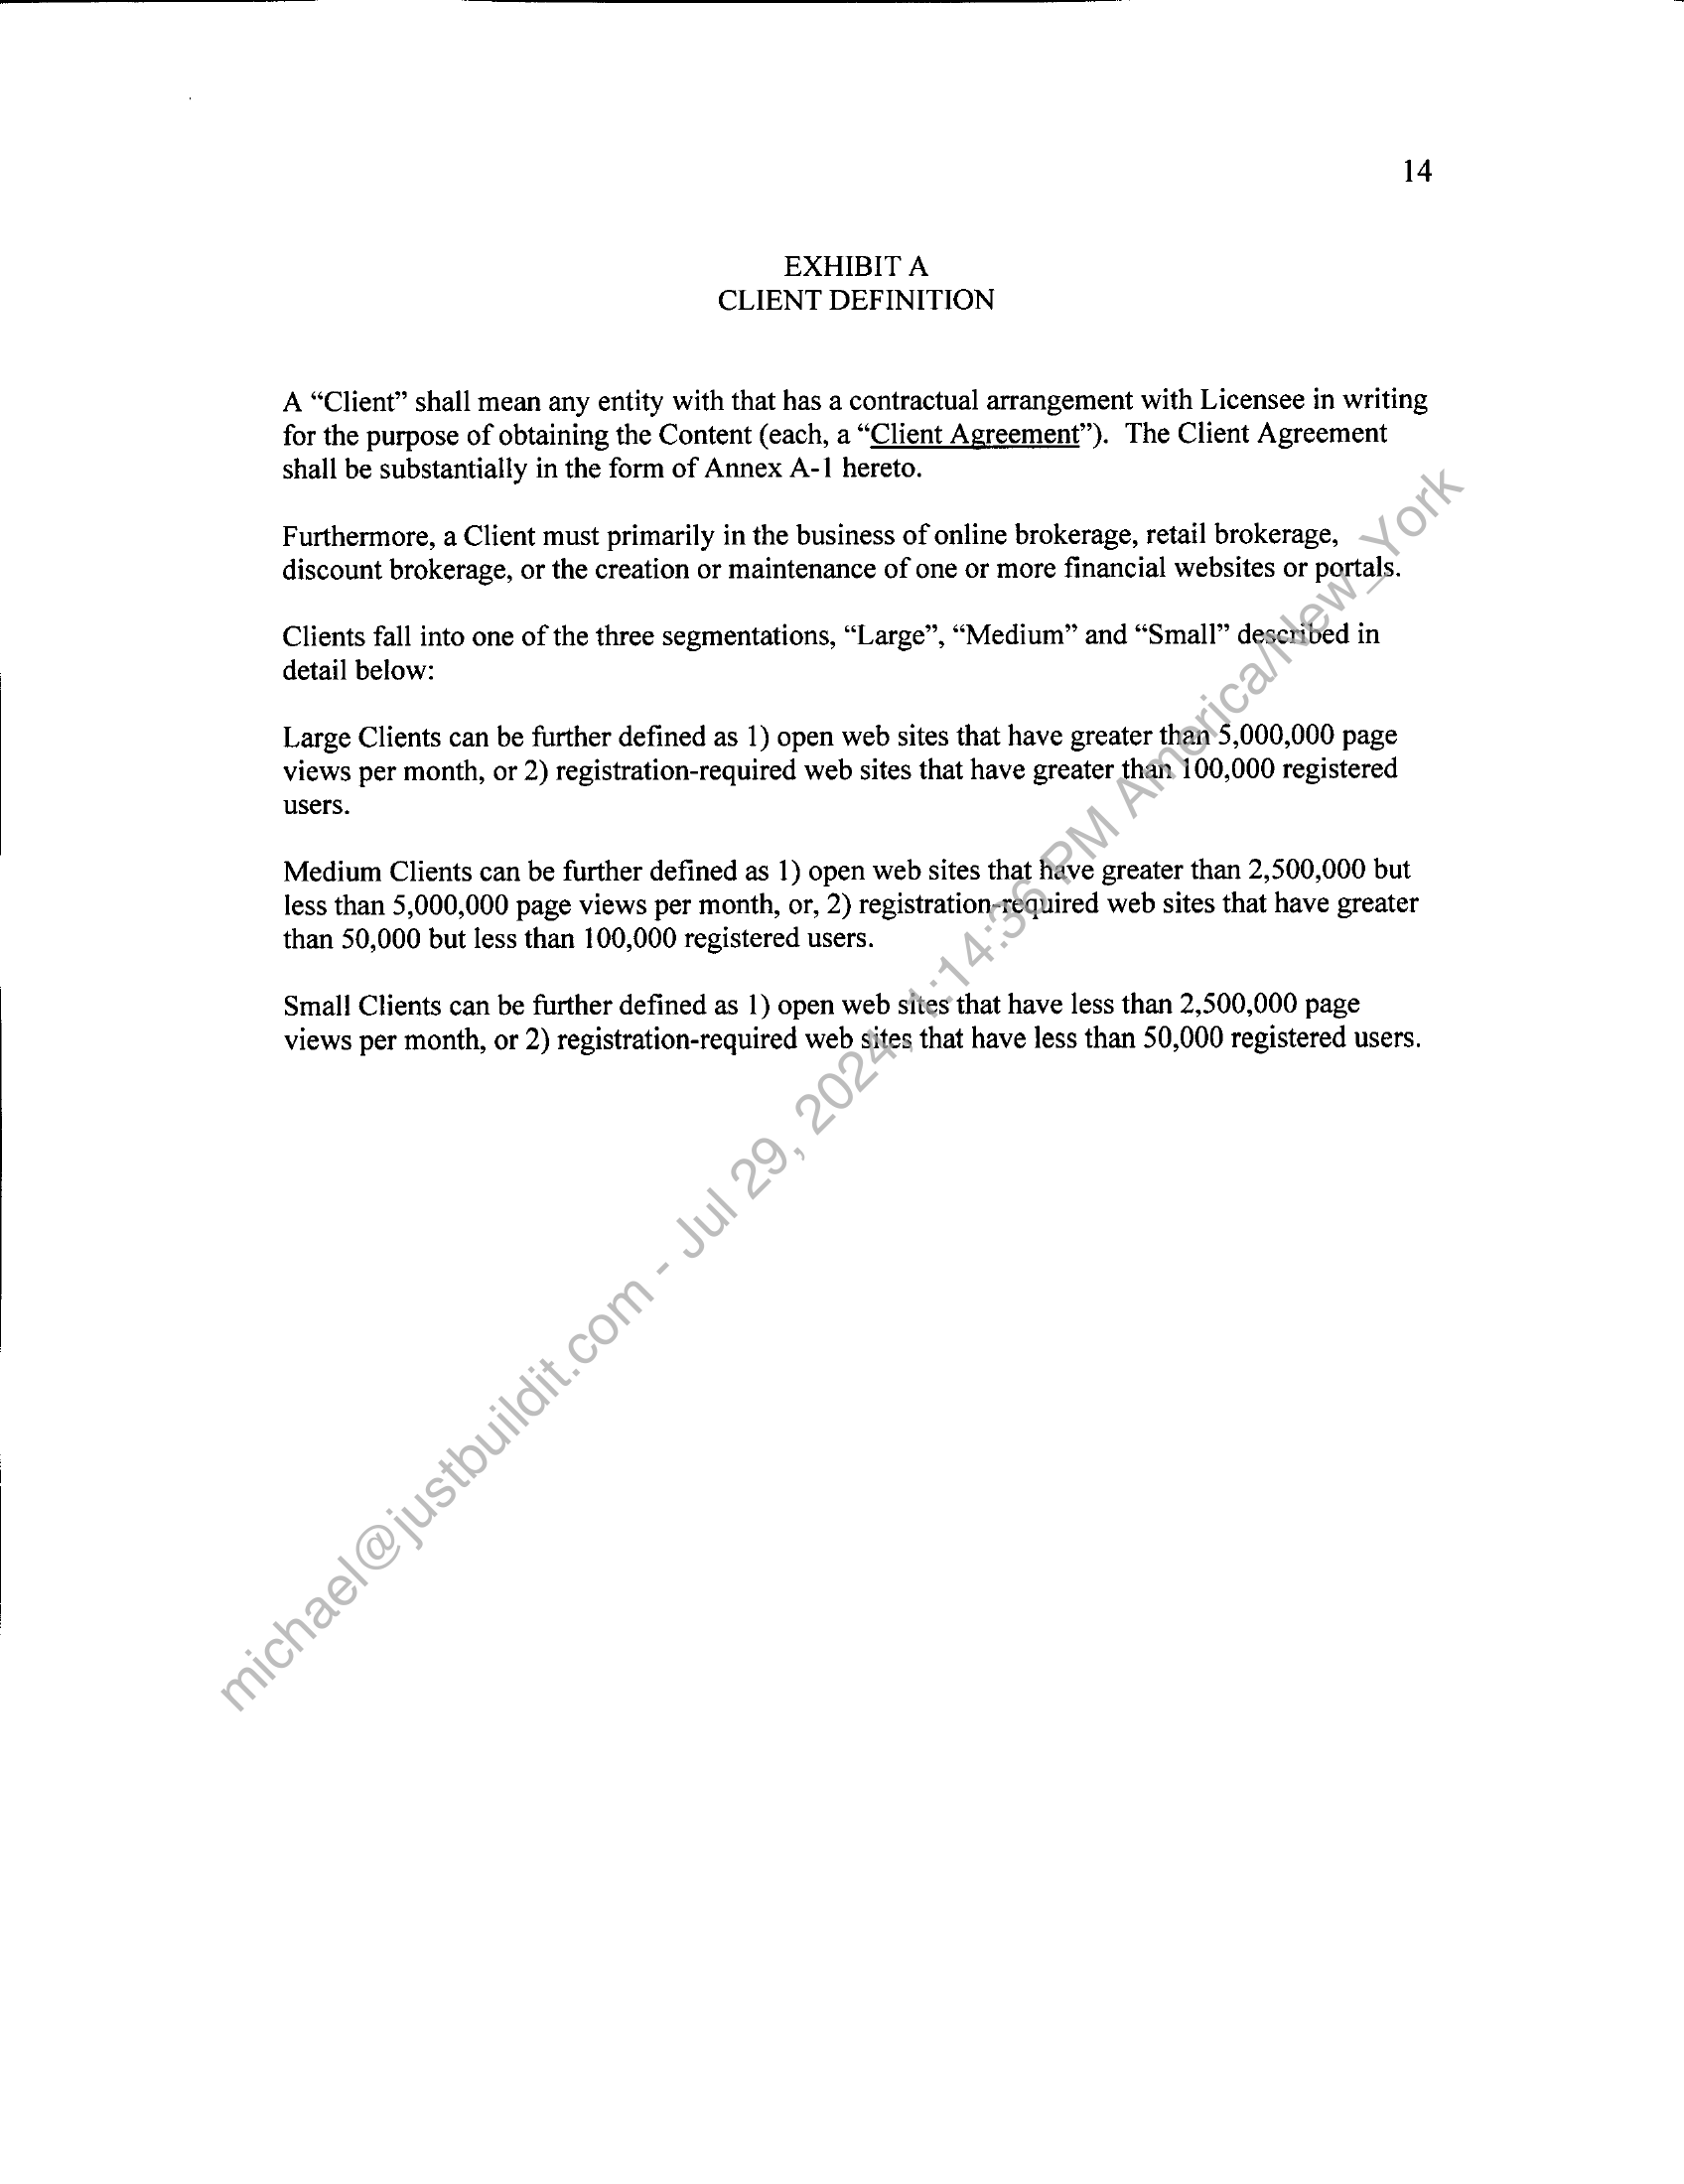 14
EXHIBIT A
CLIENT DEFINITION
A “Client” shall mean any entity with that has a contractual arrangement with Licensee in writing
for the purpose of obtaining the Content (each, a “Client Agreement”).  The Client Agreement
shall be substantially in the form of Annex A-1 hereto.
Furthermore, a Client must primarily in the business of online brokerage, retail brokerage,
discount brokerage, or the creation or maintenance of one or more financial websites or portals.
Clients fall into one of the three segmentations, “Large”, “Medium” and “Small” described in
detail below:
Large Clients can be further defined as 1) open web sites that have greater than 5,000,000 page
views per month, or 2) registration-required web sites that have greater than 100,000 registered
users.
Medium Clients can be further defined as 1) open web sites that have greater than 2,500,000 but
less than 5,000,000 page views per month, or, 2) registration-required web sites that have greater
than 50,000 but less than 100,000 registered users.
Small Clients can be further defined as 1) open web sites that have less than 2,500,000 page
views per month, or 2) registration-required web sites that have less than 50,000 registered users.
michael@justbuildit.com - Jul 29, 2024, 1:14:36 PM America/New_York